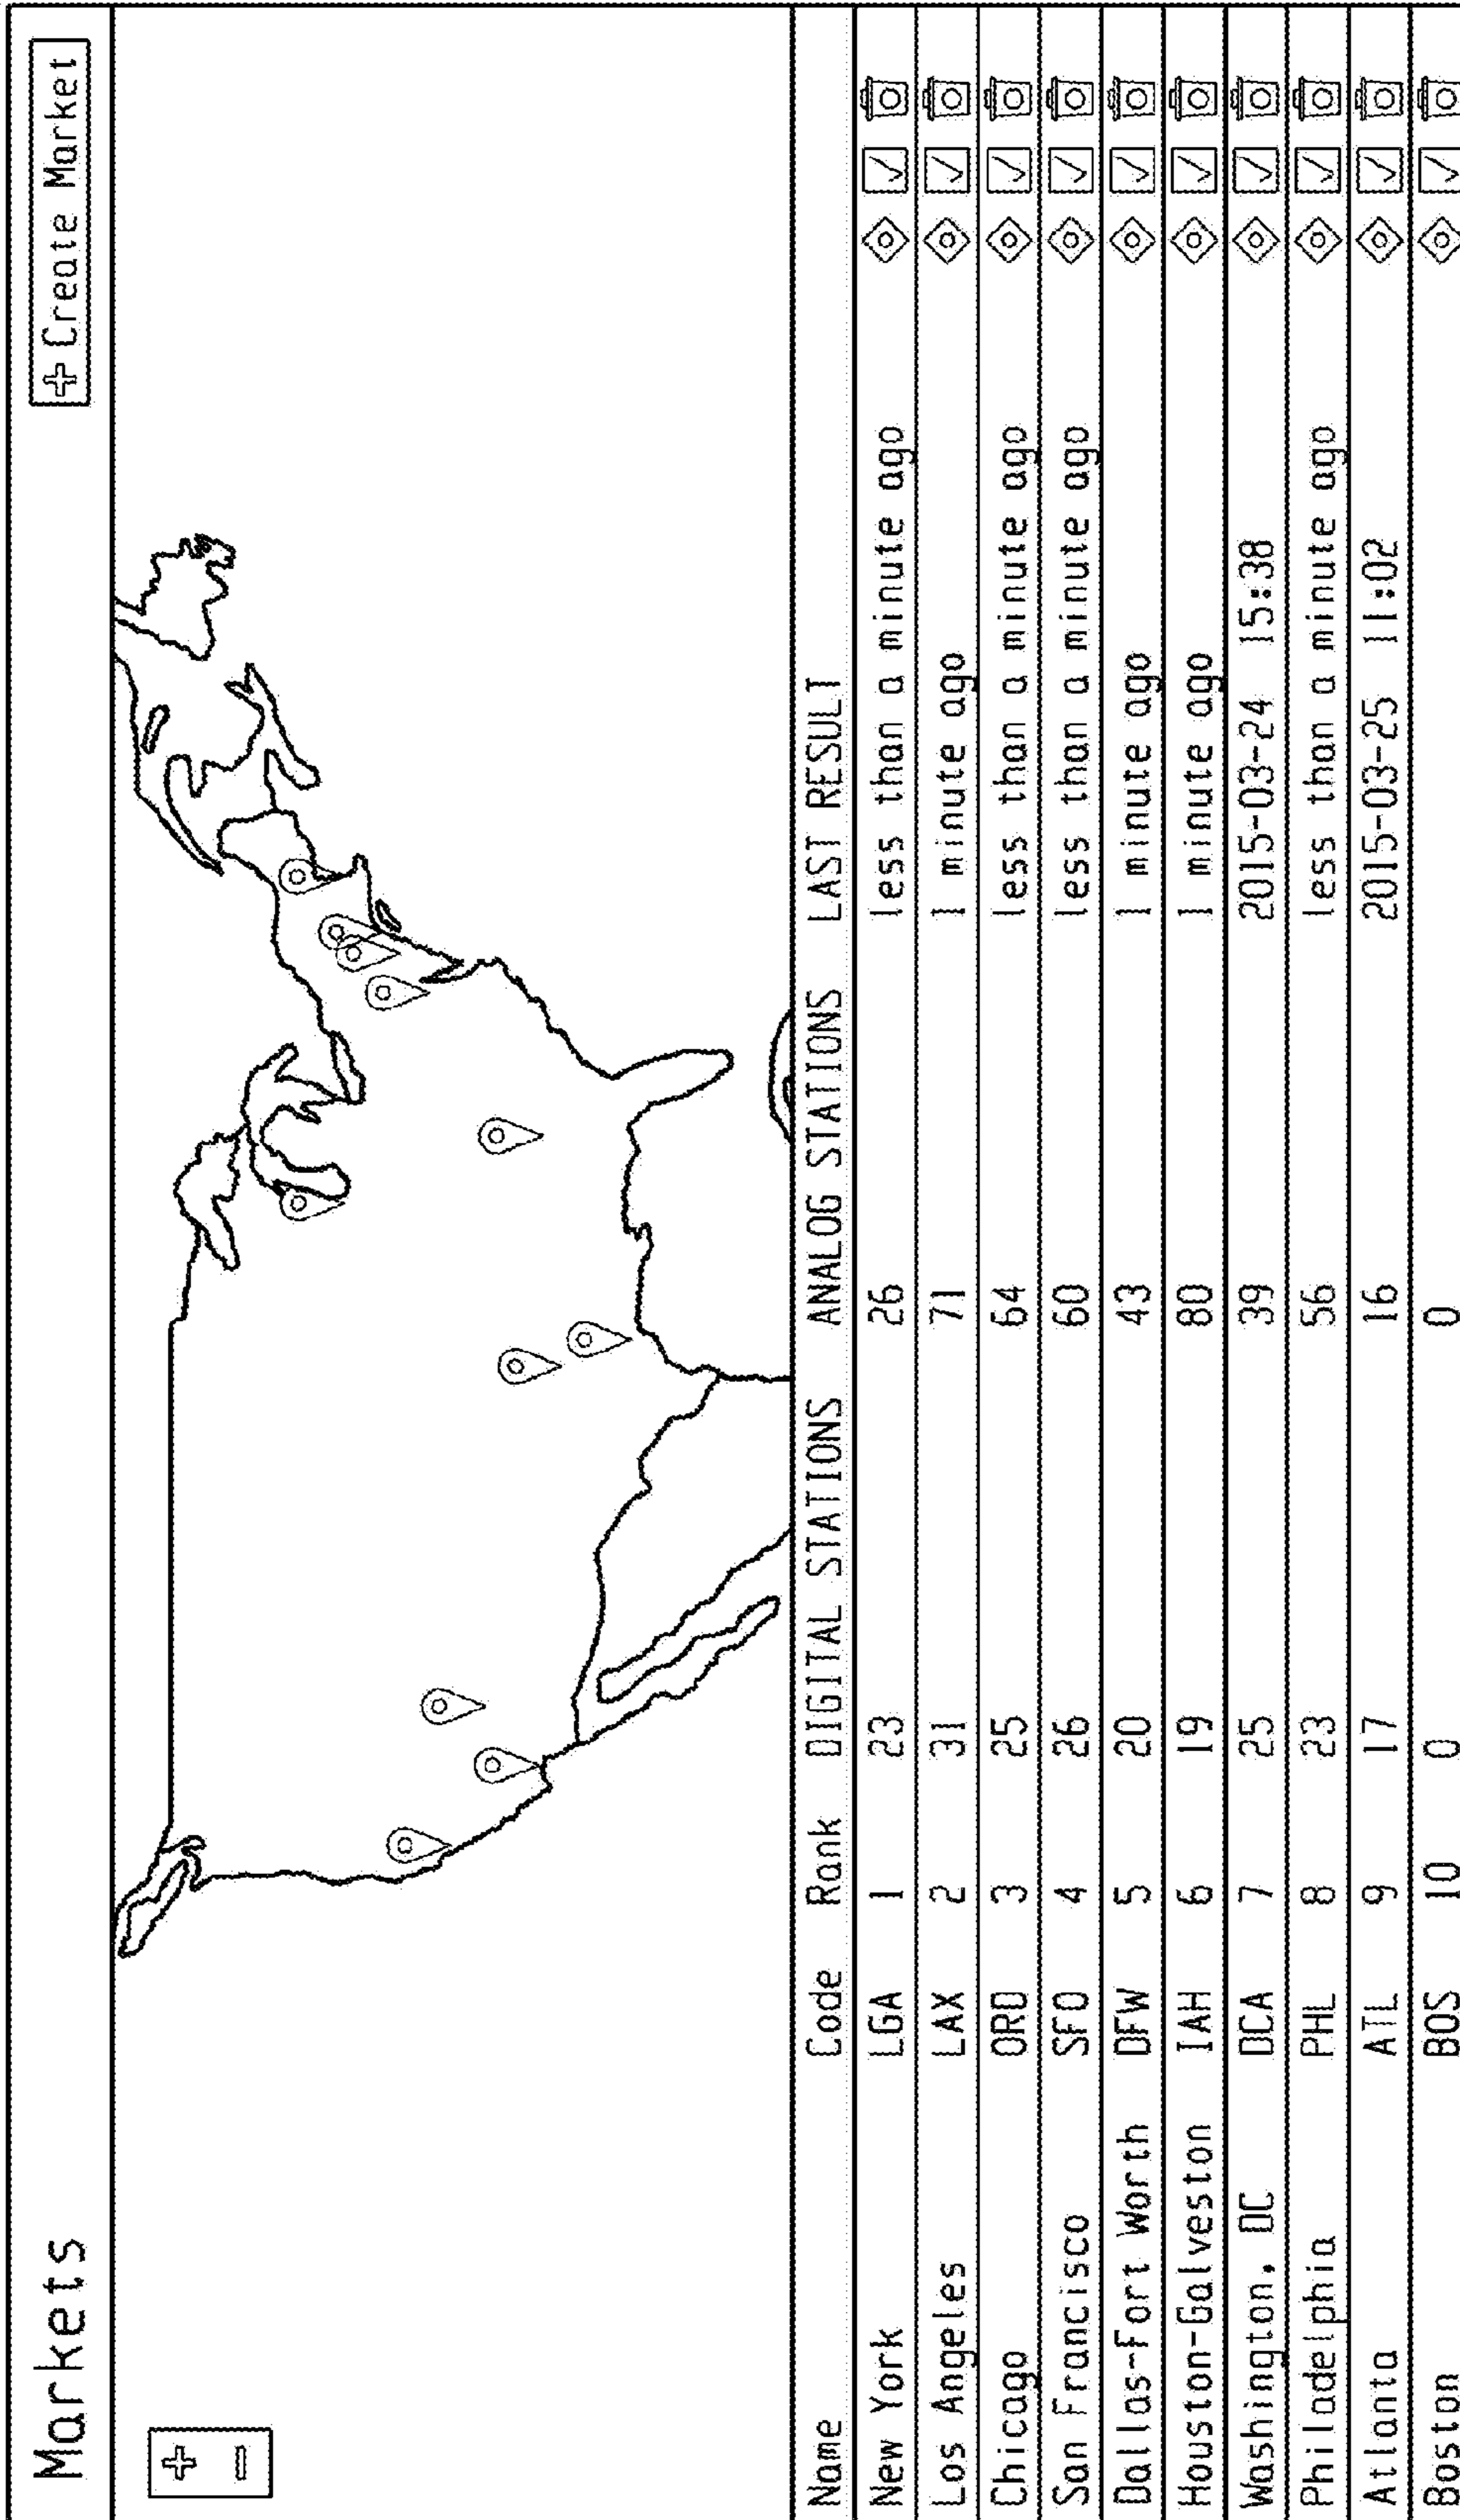 Markets
+ Create Market
+
−
Name Code Rank DIGITAL STATIONS ANALOG STATIONS LAST RESULT
New York LGA 1 23 26 less than a minute ago
Los Angeles LAX 2 31 71 1 minute ago
Chicago ORD 3 25 64 less than a minute ago
San Francisco SFO 4 26 60 less than a minute ago
Dallas-Fort Worth DFW 5 20 43 1 minute ago
Houston-Galveston IAH 6 19 80 1 minute ago
Washington, DC DCA 7 25 39 2015-03-24 15:38
Philadelphia PHL 8 23 56 less than a minute ago
Atlanta ATL 9 17 16 2015-03-25 11:02
Boston BOS 10 0 0